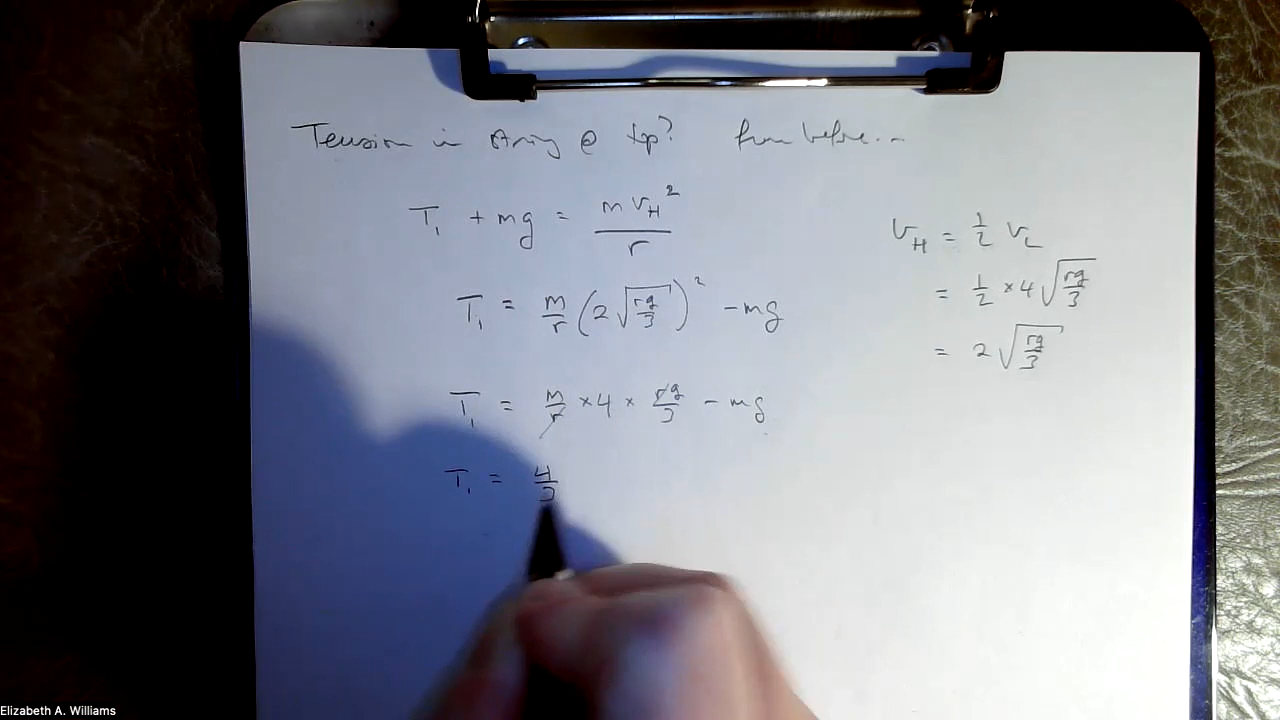 Tension in string @ top? from before...
T₁ + mg = m v_H² / r
v_H = 1/2 v_L
= 1/2 × 4 √(rg/3)
T₁ = m/r (2 √(rg/3))² - mg
= 2 √(rg/3)
T₁ = m/r × 4 × rg/3 - mg
T₁ = 4/3
Elizabeth A. Williams